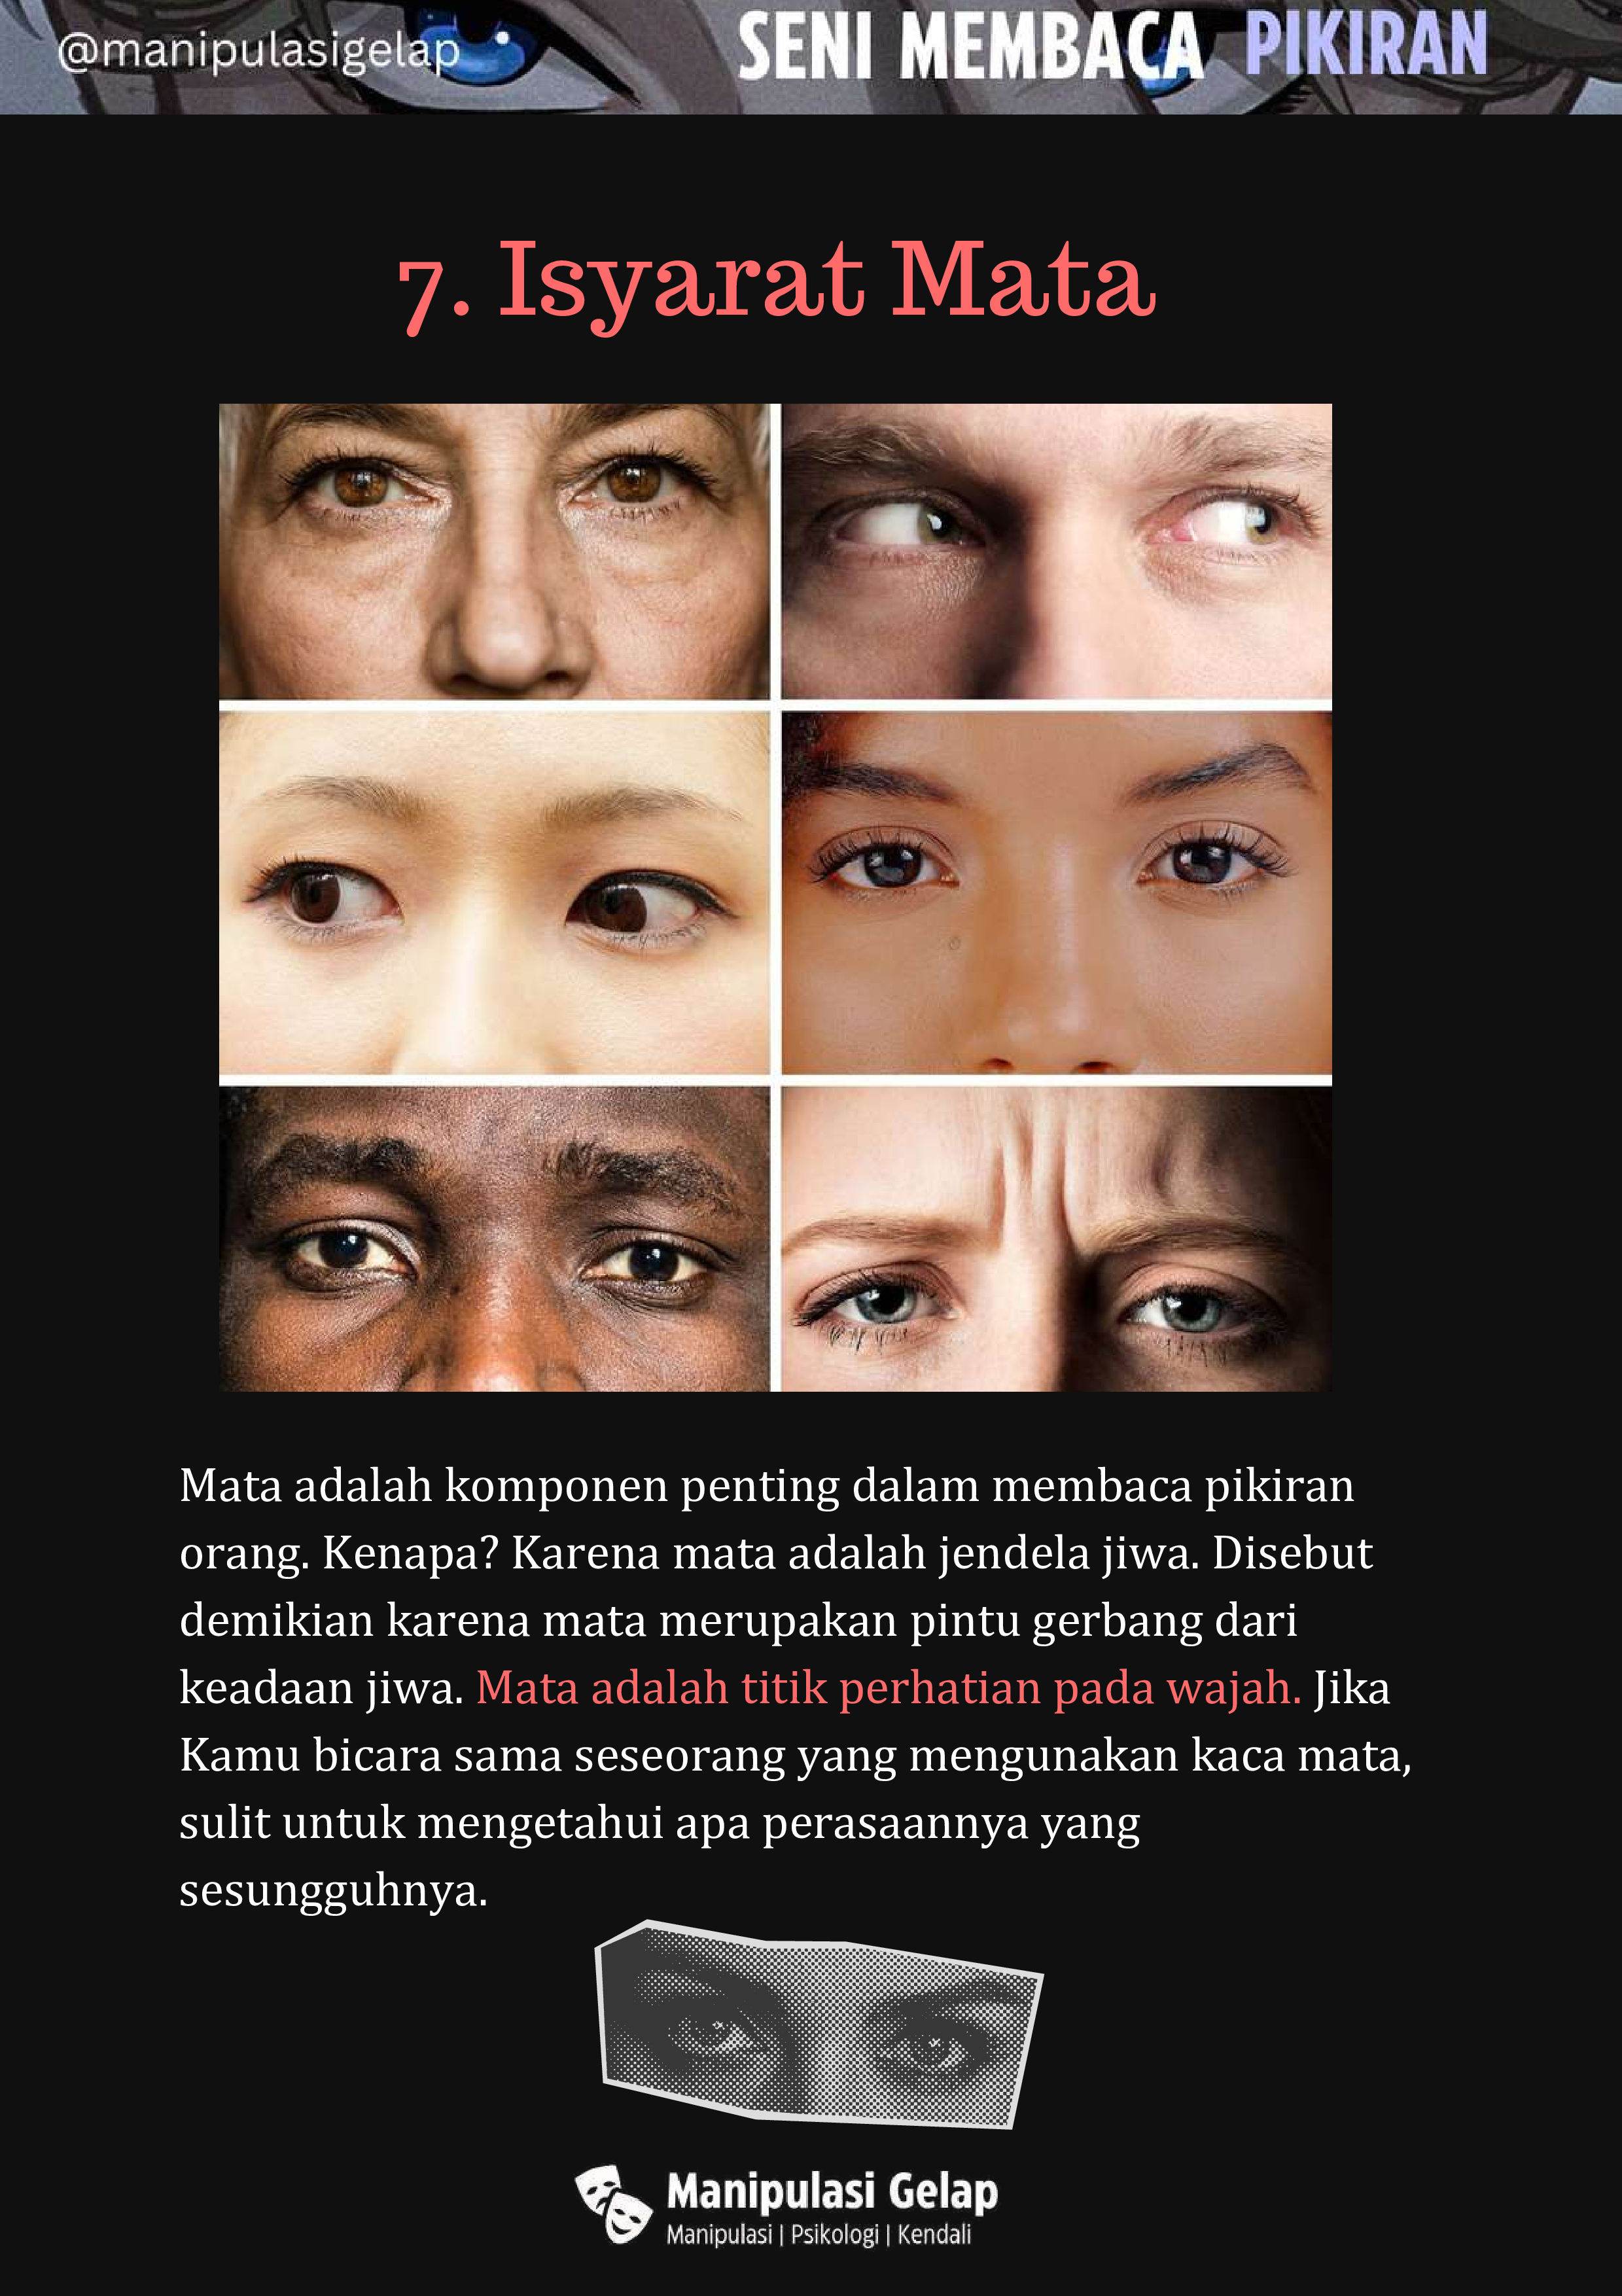 @manipulasigelap
SENI MEMBACA PIKIRAN
7. Isyarat Mata
Mata adalah komponen penting dalam membaca pikiran
orang. Kenapa? Karena mata adalah jendela jiwa. Disebut
demikian karena mata merupakan pintu gerbang dari
keadaan jiwa. Mata adalah titik perhatian pada wajah. Jika
Kamu bicara sama seseorang yang mengunakan kaca mata,
sulit untuk mengetahui apa perasaannya yang
sesungguhnya.
Manipulasi Gelap
Manipulasi | Psikologi | Kendali